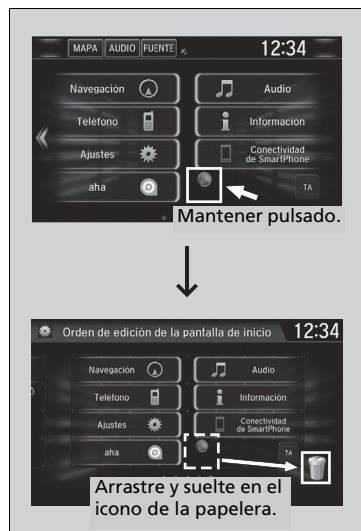 MAPA AUDIO FUENTE 12:34
Navegación Audio
Teléfono Información
Ajustes Conectividad
de SmartPhone
aha TA
Mantener pulsado.
Orden de edición de la pantalla de inicio 12:34
Navegación Audio
Teléfono Información
Ajustes Conectividad
de SmartPhone
aha TA
Arrastre y suelte en el
icono de la papelera.